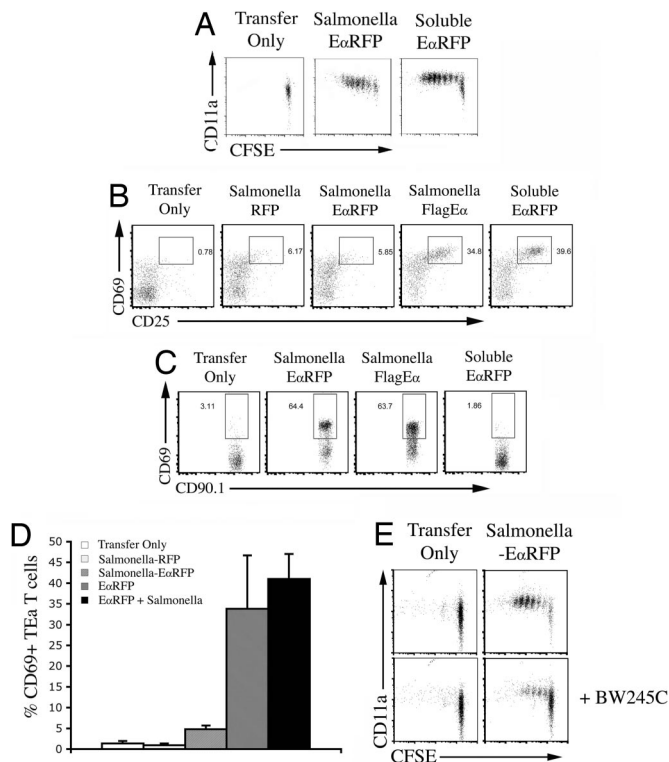 A
Transfer Only
Salmonella EαRFP
Soluble EαRFP
CD11a
CFSE
B
Transfer Only
Salmonella RFP
Salmonella EαRFP
Salmonella FlagEα
Soluble EαRFP
0.78
6.17
5.85
34.8
39.6
CD69
CD25
C
Transfer Only
Salmonella EαRFP
Salmonella FlagEα
Soluble EαRFP
3.11
64.4
63.7
1.86
CD69
CD90.1
D
Transfer Only
Salmonella-RFP
Salmonella-EαRFP
EαRFP
EαRFP + Salmonella
% CD69+ TEa T cells
50
45
40
35
30
25
20
15
10
5
0
E
Transfer Only
Salmonella -EαRFP
+ BW245C
CD11a
CFSE